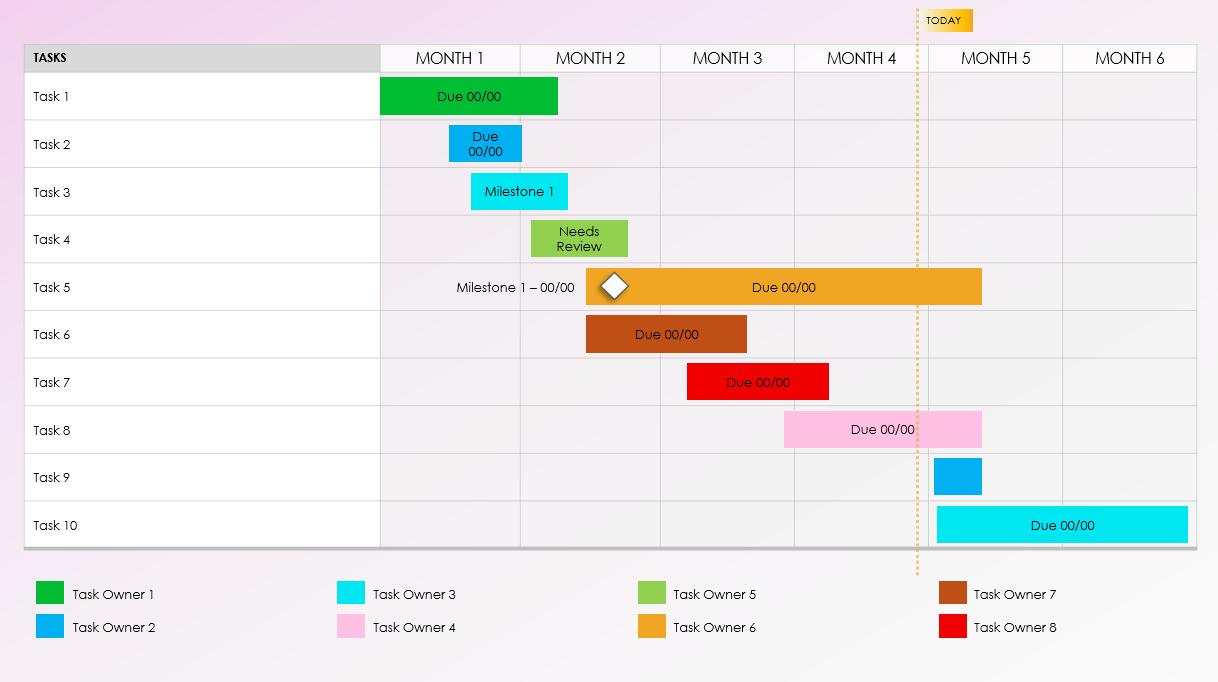 TODAY
TASKS MONTH 1 MONTH 2 MONTH 3 MONTH 4 MONTH 5 MONTH 6
Task 1 Due 00/00
Task 2 Due
00/00
Task 3 Milestone 1
Task 4 Needs
Review
Task 5 Milestone 1 – 00/00 Due 00/00
Task 6 Due 00/00
Task 7 Due 00/00
Task 8 Due 00/00
Task 9
Task 10 Due 00/00
Task Owner 1 Task Owner 3 Task Owner 5 Task Owner 7
Task Owner 2 Task Owner 4 Task Owner 6 Task Owner 8